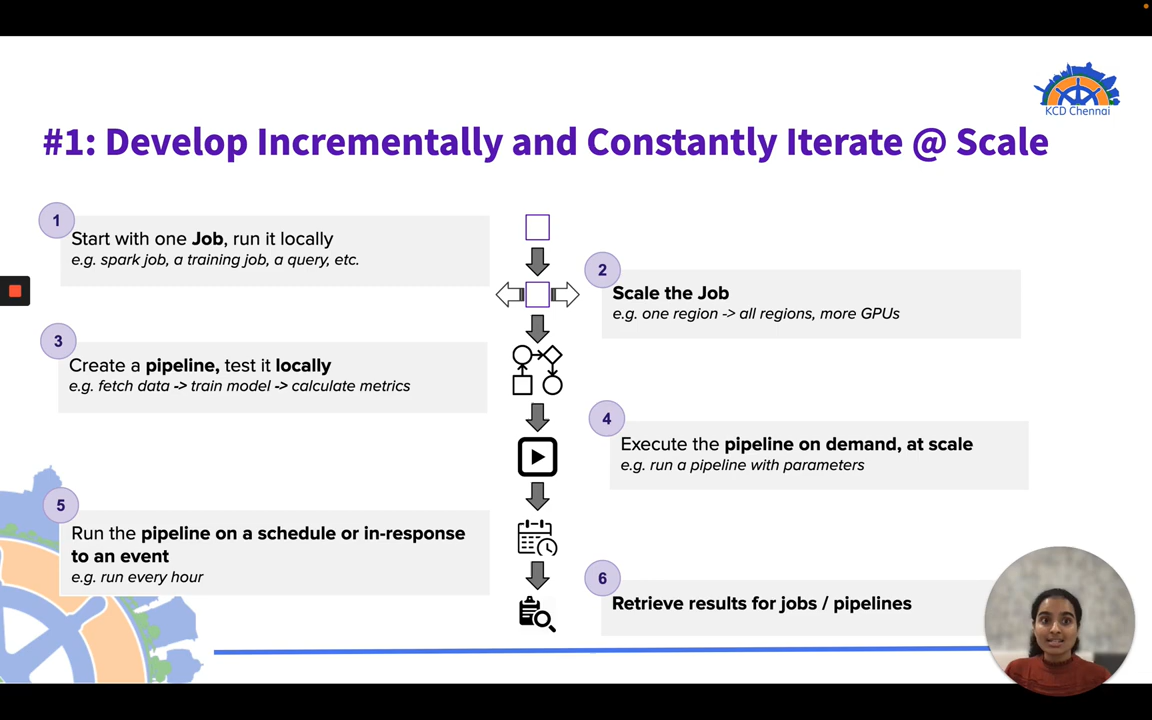 KCD Chennai
#1: Develop Incrementally and Constantly Iterate @ Scale
1
Start with one Job, run it locally
e.g. spark job, a training job, a query, etc.
2
Scale the Job
e.g. one region -> all regions, more GPUs
3
Create a pipeline, test it locally
e.g. fetch data -> train model -> calculate metrics
4
Execute the pipeline on demand, at scale
e.g. run a pipeline with parameters
5
Run the pipeline on a schedule or in-response
to an event
e.g. run every hour
6
Retrieve results for jobs / pipelines